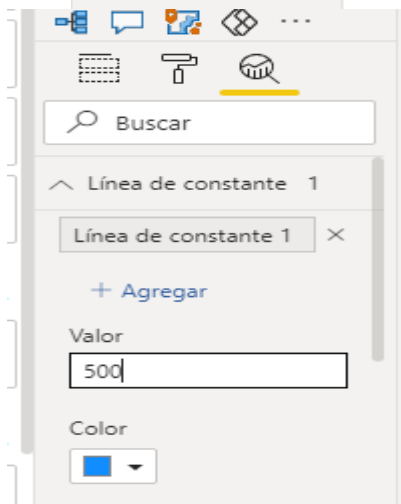 Buscar
Línea de constante 1
Línea de constante 1
Agregar
Valor
500
Color